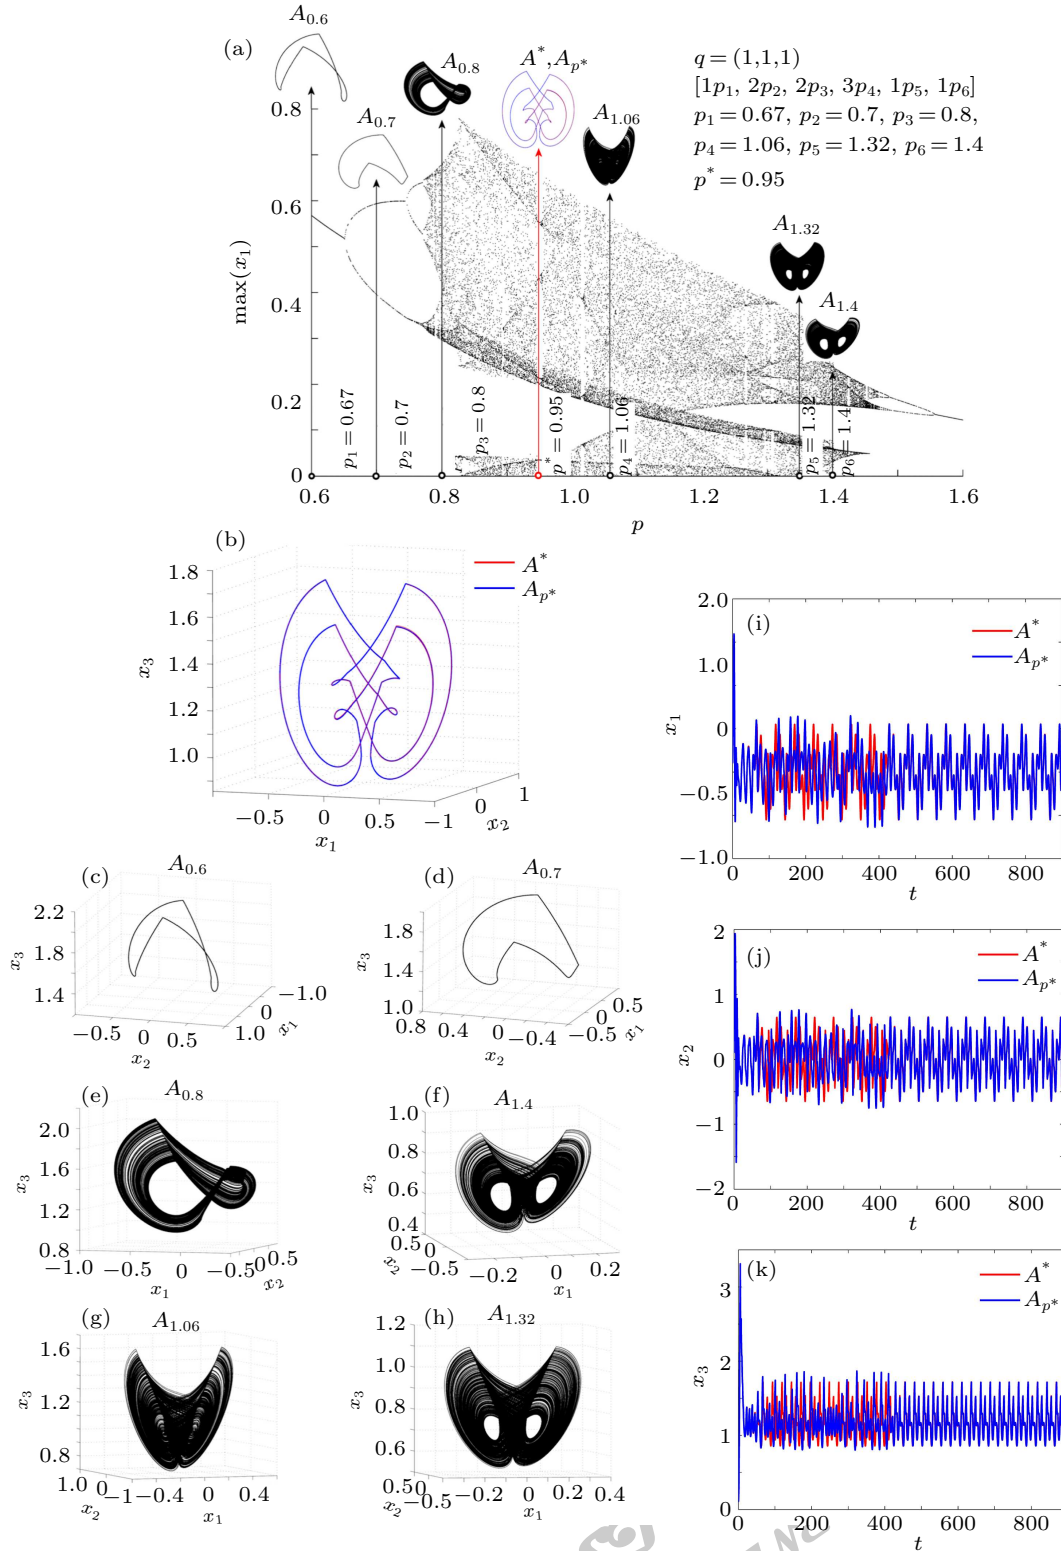 (a)
A₀.₆
A₀.₇
A₀.₈
A*, Aₚ*
A₁.₀₆
A₁.₃₂
A₁.₄
q = (1,1,1)
[1p₁, 2p₂, 2p₃, 3p₄, 1p₅, 1p₆]
p₁ = 0.67, p₂ = 0.7, p₃ = 0.8,
p₄ = 1.06, p₅ = 1.32, p₆ = 1.4
p* = 0.95
max(x₁)
0.8
0.6
0.4
0.2
0
p₁ = 0.67
p₂ = 0.7
p₃ = 0.8
p* = 0.95
p₄ = 1.06
p₅ = 1.32
p₆ = 1.4
0.6 0.8 1.0 1.2 1.4 1.6
p
(b)
A*
Aₚ*
x₃
1.8
1.6
1.4
1.2
1.0
−0.5 0 0.5 −1 0 1
x₁ x₂
(c)
A₀.₆
x₃
2.2
1.8
1.4
−0.5 0 0.5 1.0 0 −1.0
x₂ x₁
(d)
A₀.₇
x₃
1.8
1.4
1.0
0.8 0.4 −0.4 −0.5 0 0.5
x₂ x₁
(e)
A₀.₈
x₃
2.0
1.6
1.2
0.8
−1.0 −0.5 0 −0.5 0 0.5
x₁ x₂
(f)
A₁.₄
x₃
1.0
0.8
0.6
0.4
0.5 0 −0.5 −0.2 0 0.2
x₂ x₁
(g)
A₁.₀₆
x₃
1.6
1.2
0.8
1.0 0 −1 −0.4 0 0.4
x₂ x₁
(h)
A₁.₃₂
x₃
1.2
1.0
0.8
0.6
0.5 0 −0.5 −0.2 0 0.2 0.4
x₂ x₁
(i)
A*
Aₚ*
x₁
2.0
1.0
0
−0.5
−1.0
0 200 400 600 800
t
(j)
A*
Aₚ*
x₂
2
1
0
−1
−2
0 200 400 600 800
t
(k)
A*
Aₚ*
x₃
3
2
1
0
0 200 400 600 800
t